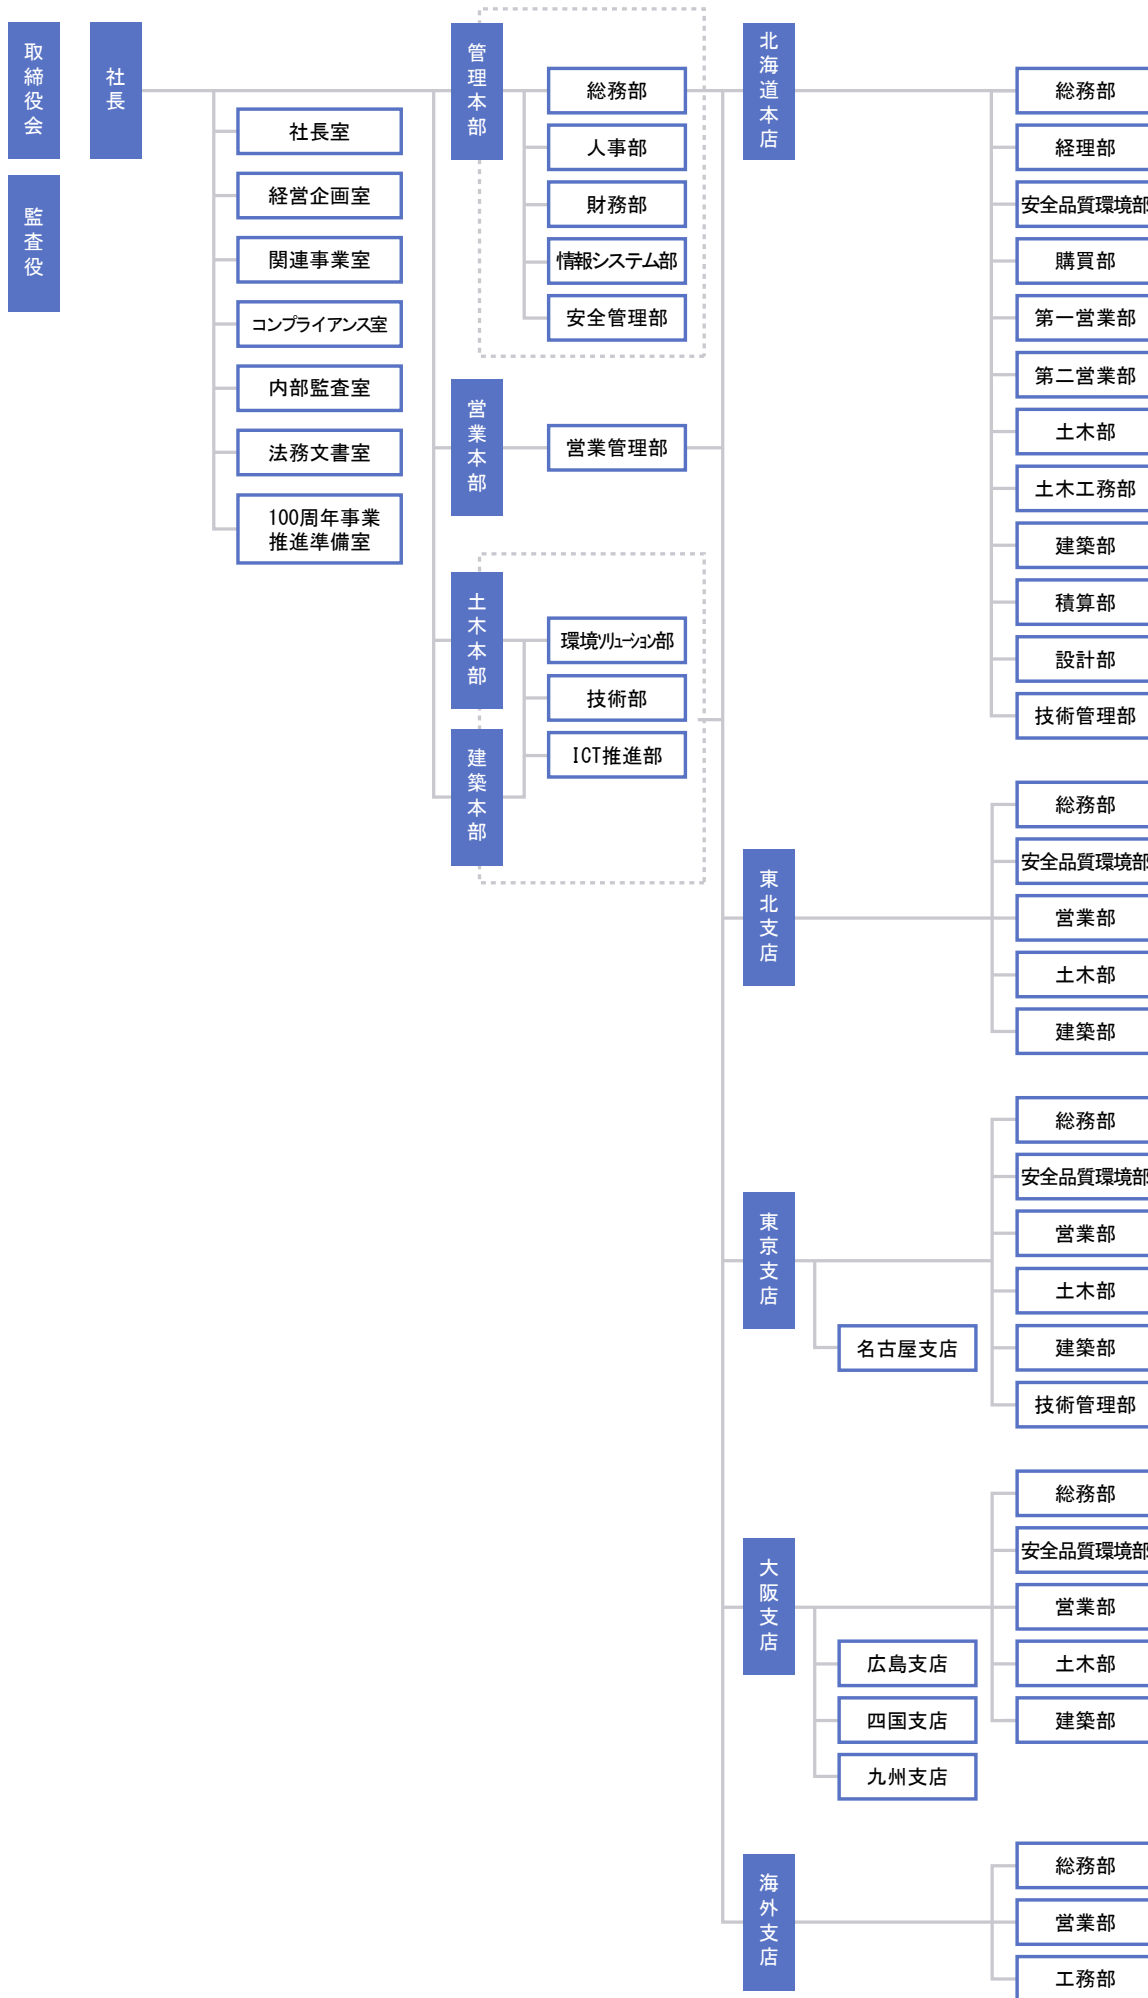 取締役会
監査役
社長
社長室
経営企画室
関連事業室
コンプライアンス室
内部監査室
法務文書室
100周年事業
推進準備室
管理本部
総務部
人事部
財務部
情報システム部
安全管理部
営業本部
営業管理部
土木本部
建築本部
環境ソリューション部
技術部
ICT推進部
北海道本店
総務部
経理部
安全品質環境部
購買部
第一営業部
第二営業部
土木部
土木工務部
建築部
積算部
設計部
技術管理部
東北支店
総務部
安全品質環境部
営業部
土木部
建築部
東京支店
名古屋支店
総務部
安全品質環境部
営業部
土木部
建築部
技術管理部
大阪支店
広島支店
四国支店
九州支店
総務部
安全品質環境部
営業部
土木部
建築部
海外支店
総務部
営業部
工務部